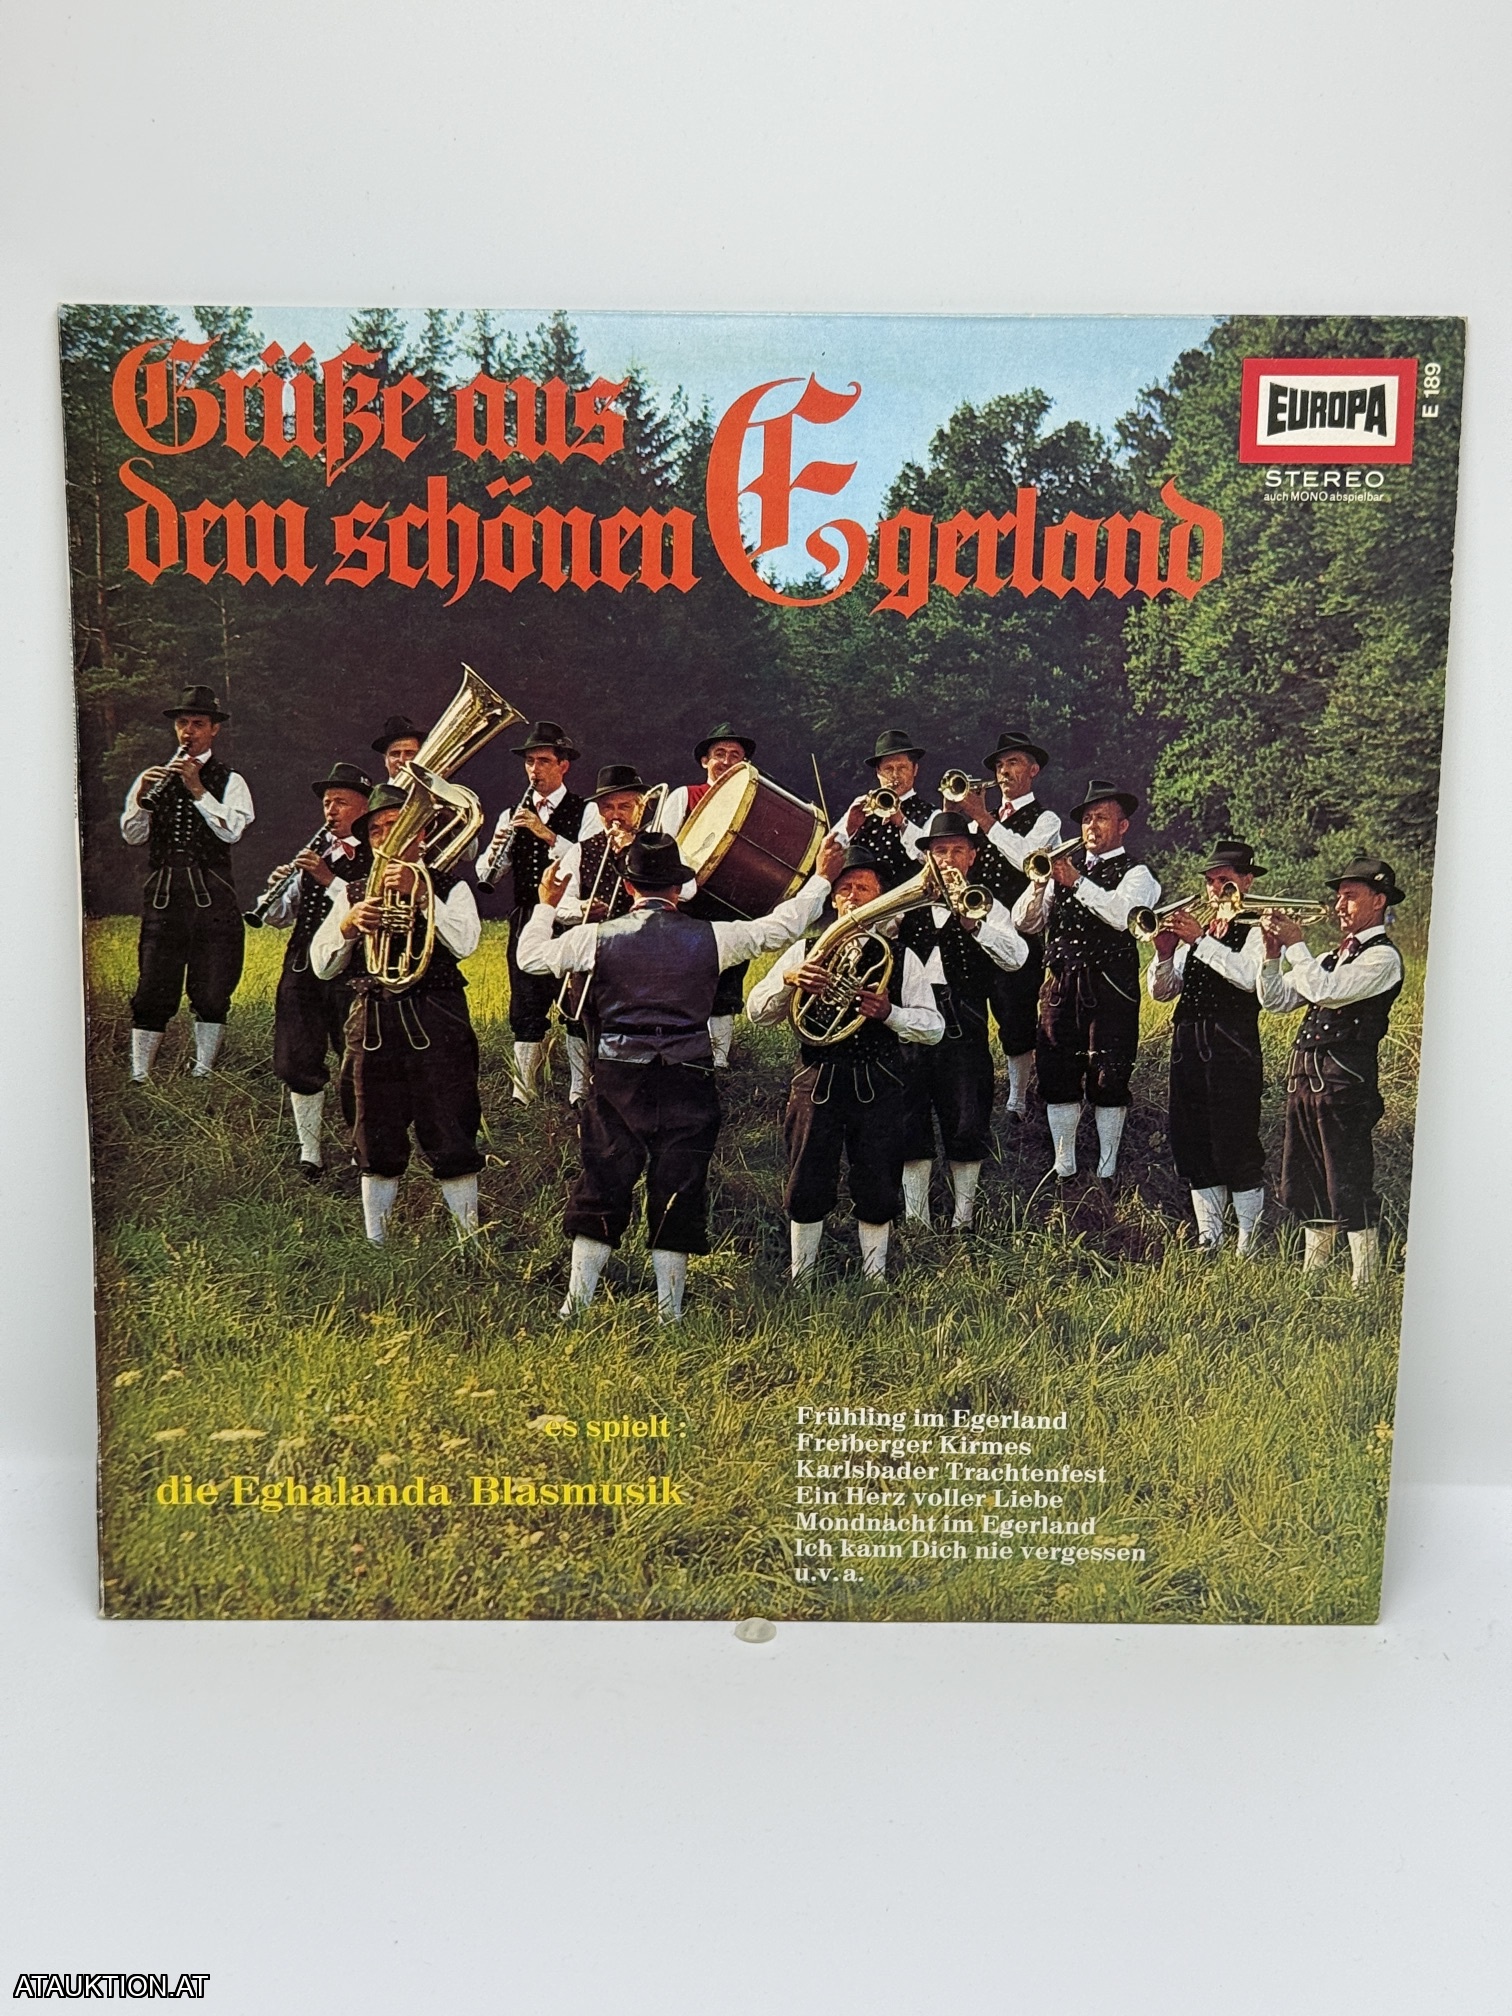 Grüße aus
dem schönen Egerland
EUROPA
E 189
STEREO
auch MONO abspielbar
es spielt :
die Eghalanda Blasmusik
Frühling im Egerland
Freiberger Kirmes
Karlsbader Trachtenfest
Ein Herz voller Liebe
Mondnacht im Egerland
Ich kann Dich nie vergessen
u.v.a.
ATAUKTION.AT